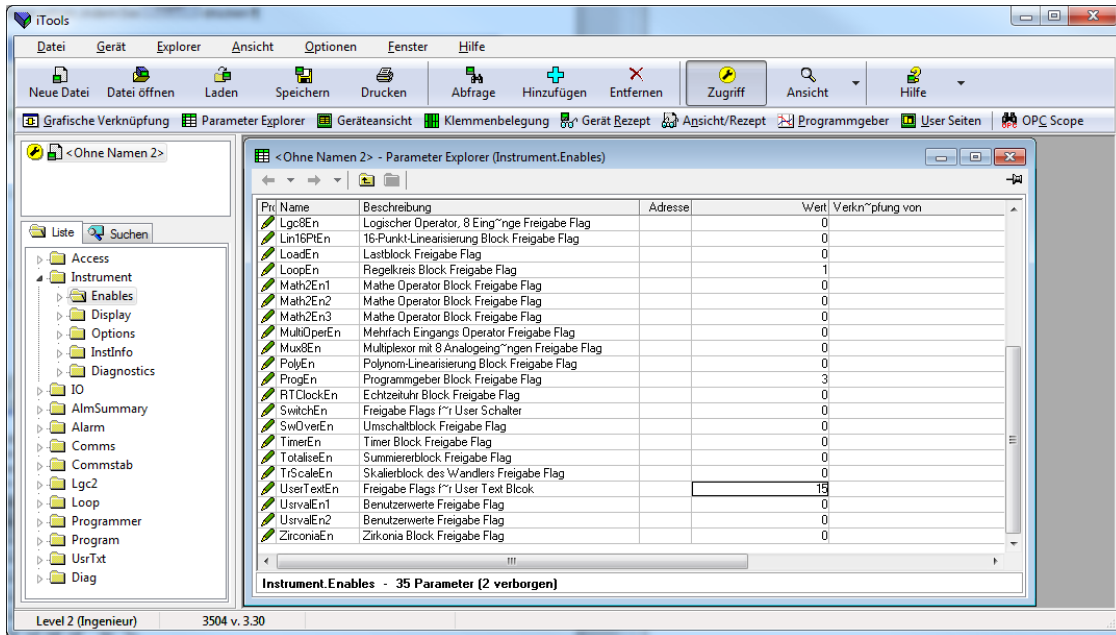 iTools
Datei Gerät Explorer Ansicht Optionen Fenster Hilfe
Neue Datei Datei öffnen Laden Speichern Drucken Abfrage Hinzufügen Entfernen Zugriff Ansicht Hilfe
Grafische Verknüpfung Parameter Explorer Geräteansicht Klemmenbelegung Gerät Rezept Ansicht/Rezept Programmgeber User Seiten OPC Scope
<Ohne Namen 2>
Liste Suchen
Access
Instrument
Enables
Display
Options
InstInfo
Diagnostics
IO
AlmSummary
Alarm
Comms
Commstab
Lgc2
Loop
Programmer
Program
UsrTxt
Diag
<Ohne Namen 2> - Parameter Explorer (Instrument.Enables)
Name Beschreibung Adresse Wert Verkn~pfung von
Lgc8En Logischer Operator, 8 Eing~nge Freigabe Flag 0
Lin16PtEn 16-Punkt-Linearisierung Block Freigabe Flag 0
LoadEn Lastblock Freigabe Flag 0
LoopEn Regelkreis Block Freigabe Flag 1
Math2En1 Mathe Operator Block Freigabe Flag 0
Math2En2 Mathe Operator Block Freigabe Flag 0
Math2En3 Mathe Operator Block Freigabe Flag 0
MultiOperEn Mehrfach Eingangs Operator Freigabe Flag 0
Mux8En Multiplexor mit 8 Analogeing~ngen Freigabe Flag 0
PolyEn Polynom-Linearisierung Block Freigabe Flag 0
ProgEn Programmgeber Block Freigabe Flag 3
RTClockEn Echtzeituhr Block Freigabe Flag 0
SwitchEn Freigabe Flags f~r User Schalter 0
SwOverEn Umschaltblock Freigabe Flag 0
TimerEn Timer Block Freigabe Flag 0
TotaliseEn Summiererblock Freigabe Flag 0
TrScaleEn Skalierblock des Wandlers Freigabe Flag 0
UserTextEn Freigabe Flags f~r User Text Blcok 15
UsrvalEn1 Benutzerwerte Freigabe Flag 0
UsrvalEn2 Benutzerwerte Freigabe Flag 0
ZirconiaEn Zirkonia Block Freigabe Flag 0
Instrument.Enables - 35 Parameter (2 verborgen)
Level 2 (Ingenieur) 3504 v. 3.30